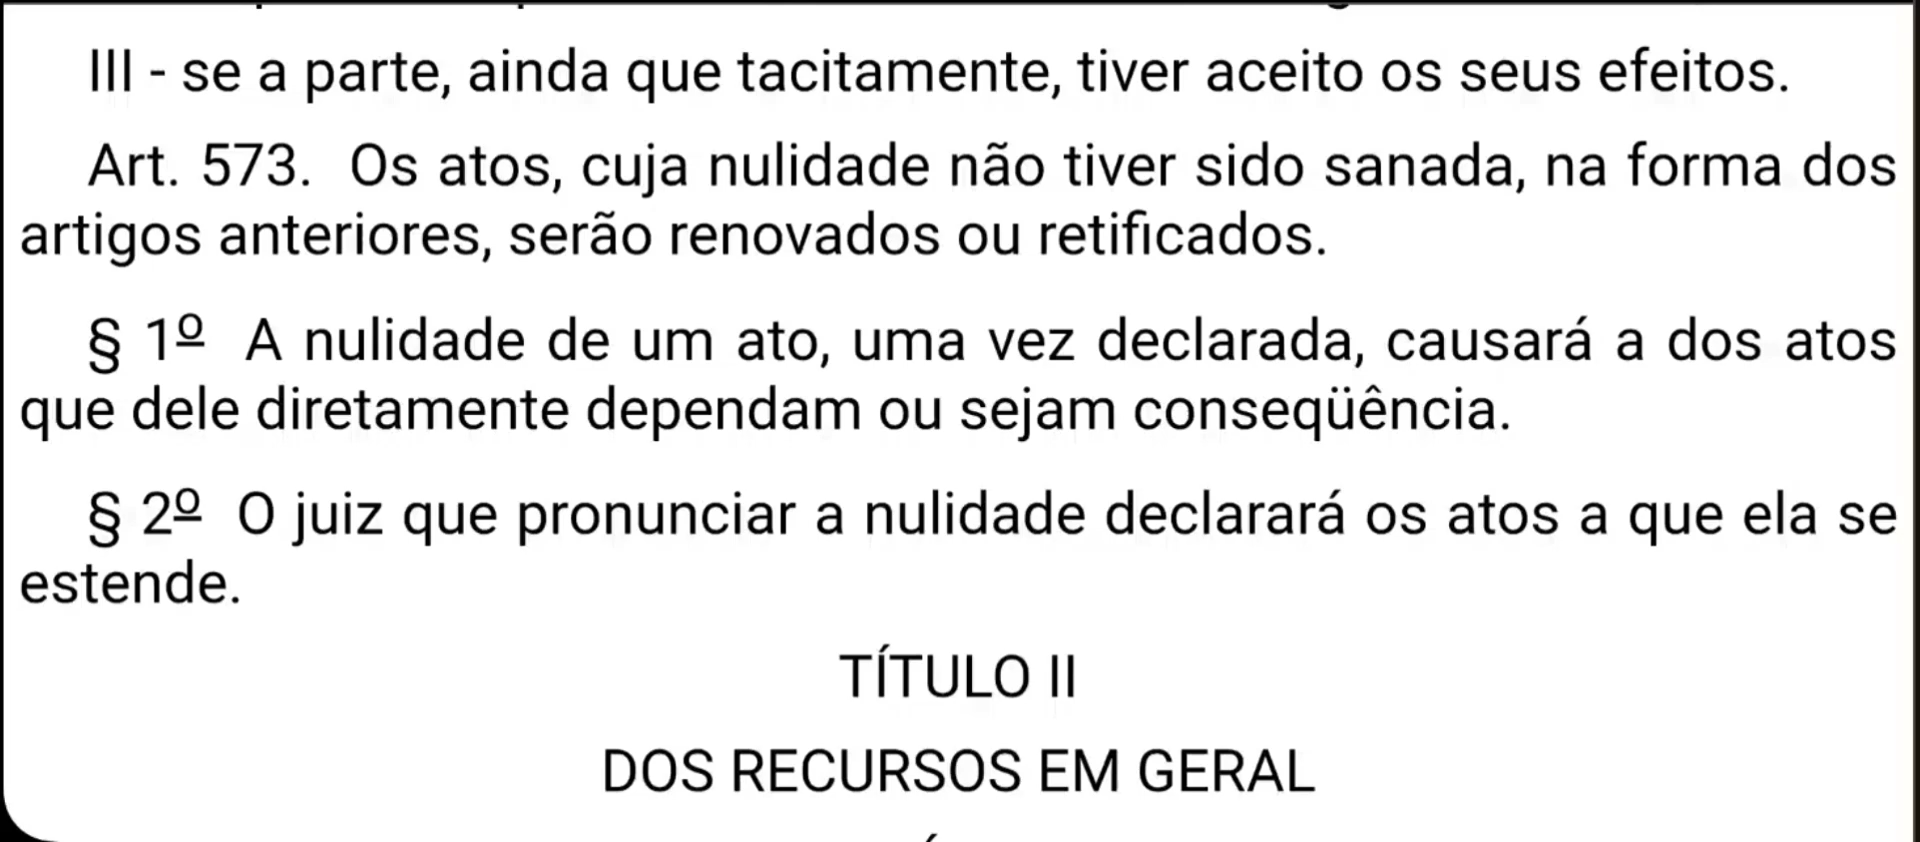 III - se a parte, ainda que tacitamente, tiver aceito os seus efeitos.
Art. 573. Os atos, cuja nulidade não tiver sido sanada, na forma dos
artigos anteriores, serão renovados ou retificados.
§ 1º A nulidade de um ato, uma vez declarada, causará a dos atos
que dele diretamente dependam ou sejam conseqüência.
§ 2º O juiz que pronunciar a nulidade declarará os atos a que ela se
estende.
TÍTULO II
DOS RECURSOS EM GERAL